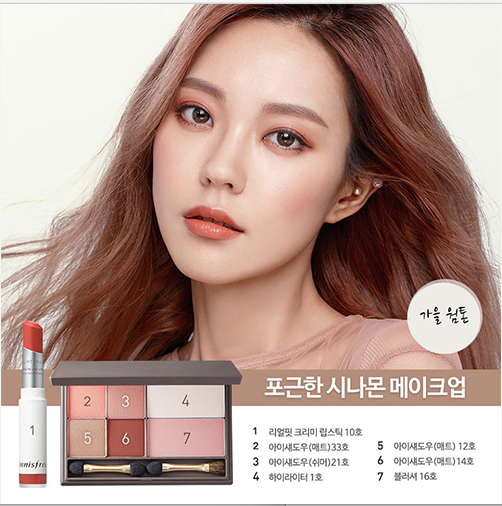 가을 웜톤
포근한 시나몬 메이크업
1 리얼핏 크리미 립스틱 10호
2 아이섀도우(매트)33호
3 아이섀도우(쉬머)21호
4 하이라이터 1호
5 아이섀도우(매트) 12호
6 아이섀도우(매트)14호
7 블러셔 16호
1
innisfree
2 3 4
5 6 7